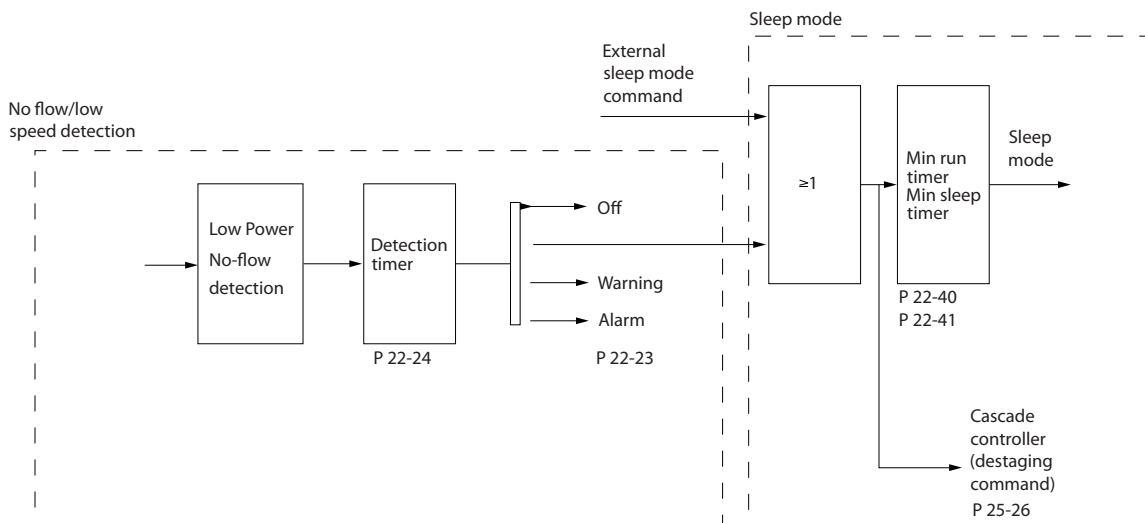 Sleep mode
External
sleep mode
command
No flow/low
speed detection
Low Power
No-flow
detection
Detection
timer
P 22-24
Off
Warning
Alarm
P 22-23
≥1
Min run
timer
Min sleep
timer
P 22-40
P 22-41
Sleep
mode
Cascade
controller
(destaging
command)
P 25-26